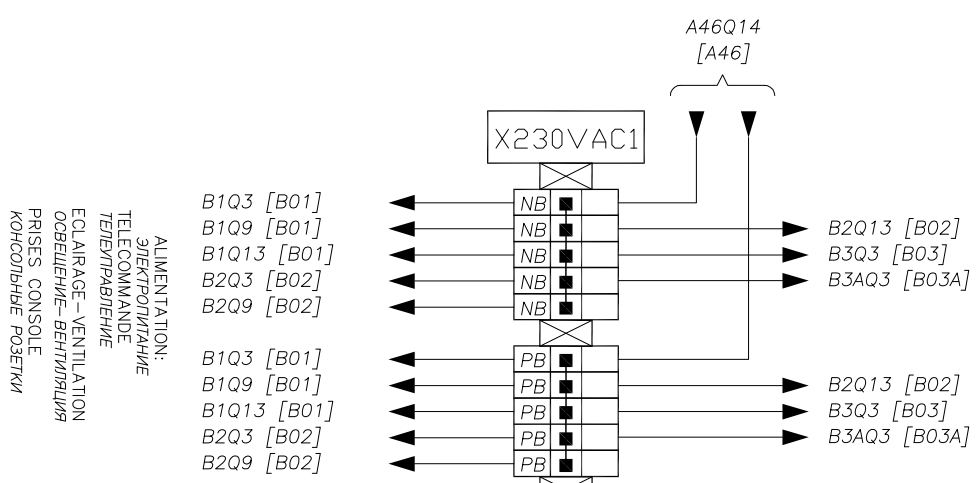 A46Q14
[A46]
X230VAC1
B1Q3 [B01]
NB
B1Q9 [B01]
NB
B2Q13 [B02]
B1Q13 [B01]
NB
B3Q3 [B03]
B2Q3 [B02]
NB
B3AQ3 [B03A]
B2Q9 [B02]
NB
B1Q3 [B01]
PB
B1Q9 [B01]
PB
B2Q13 [B02]
B1Q13 [B01]
PB
B3Q3 [B03]
B2Q3 [B02]
PB
B3AQ3 [B03A]
B2Q9 [B02]
PB
ALIMENTATION:
ЭЛЕКТРОПИТАНИЕ
TELECOMMANDE
ТЕЛЕУПРАВЛЕНИЕ
ECLAIRAGE-VENTILATION
ОСВЕЩЕНИЕ-ВЕНТИЛЯЦИЯ
PRISES CONSOLE
КОНСОЛЬНЫЕ РОЗЕТКИ